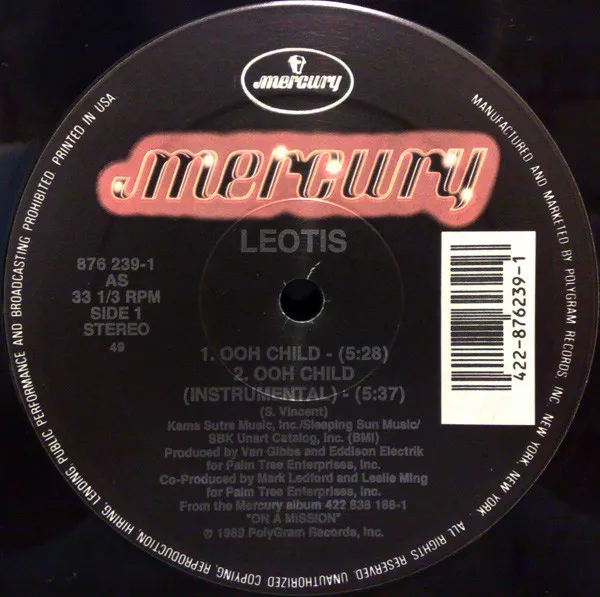 mercury
mercury
LEOTIS
876 239-1
AS
33 1/3 RPM
SIDE 1
STEREO
49
422-876239-1
1. OOH CHILD - (5:28)
2. OOH CHILD
(INSTRUMENTAL) - (5:37)
(S. Vincent)
Kama Sutra Music, Inc./Sleeping Sun Music/
SBK Unart Catalog, Inc. (BMI)
Produced by Van Gibbs and Eddison Electrik
for Palm Tree Enterprises, Inc.
Co-Produced by Mark Ledford and Leslie Ming
for Palm Tree Enterprises, Inc.
From the Mercury album 422 838 188-1
"ON A MISSION"
℗ 1989 PolyGram Records, Inc.
MANUFACTURED AND MARKETED BY POLYGRAM RECORDS, INC. NEW YORK, NEW YORK. ALL RIGHTS RESERVED. UNAUTHORIZED COPYING, REPRODUCTION, HIRING, LENDING, PUBLIC PERFORMANCE AND BROADCASTING PROHIBITED. PRINTED IN USA